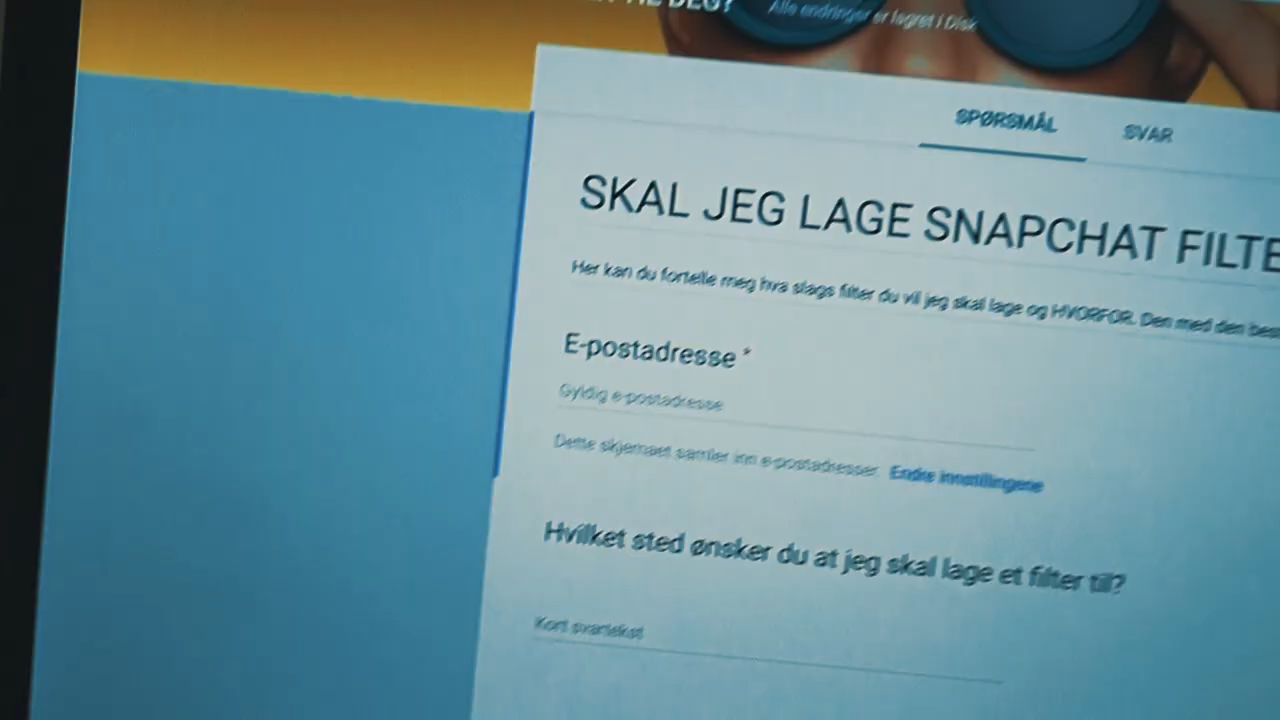 TIL DEG?
Alle endringer er lagret i Disk
SPØRSMÅL SVAR
SKAL JEG LAGE SNAPCHAT FILTE
Her kan du fortelle meg hva slags filter du vil jeg skal lage og HVORFOR. Den med den bes
E-postadresse *
Gyldig e-postadresse
Dette skjemaet samler inn e-postadresser. Endre innstillingene
Hvilket sted ønsker du at jeg skal lage et filter til?
Kort svartekst